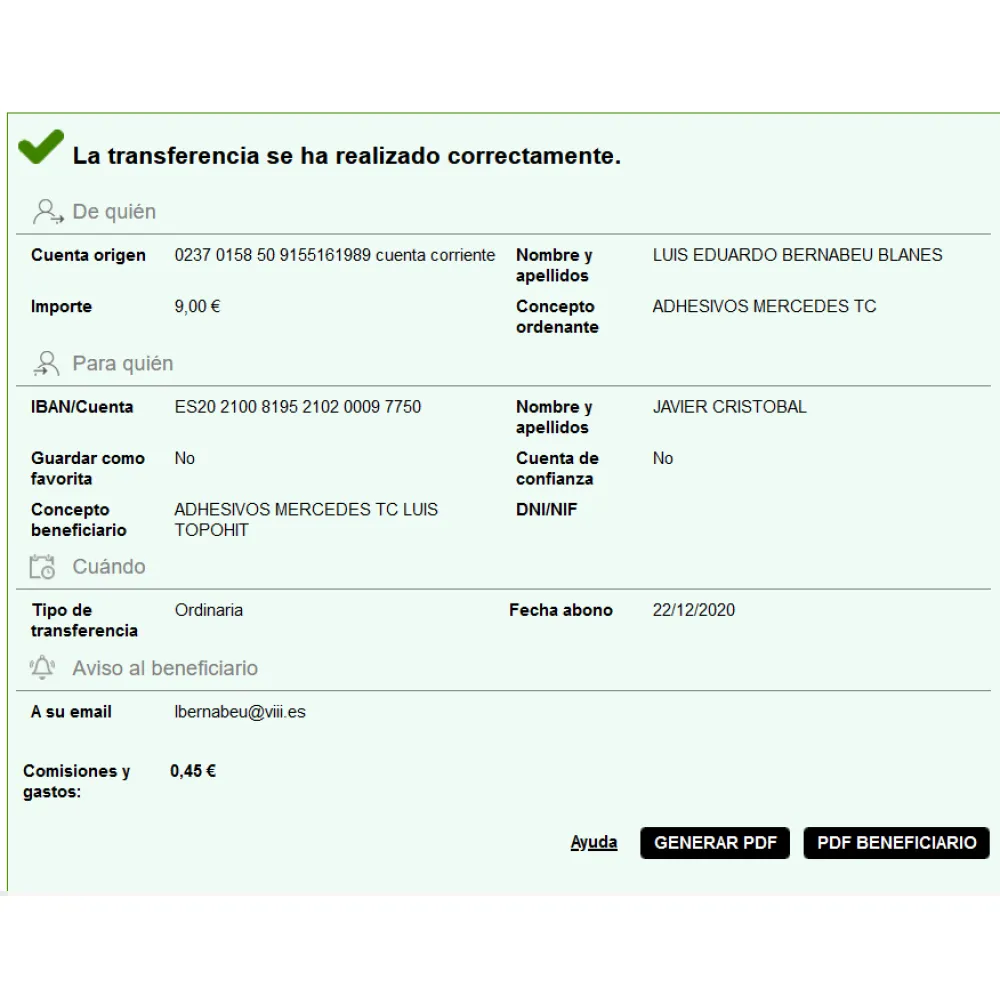 La transferencia se ha realizado correctamente.
De quién
Cuenta origen 0237 0158 50 9155161989 cuenta corriente Nombre y apellidos LUIS EDUARDO BERNABEU BLANES
Importe 9,00 € Concepto ordenante ADHESIVOS MERCEDES TC
Para quién
IBAN/Cuenta ES20 2100 8195 2102 0009 7750 Nombre y apellidos JAVIER CRISTOBAL
Guardar como favorita No Cuenta de confianza No
Concepto beneficiario ADHESIVOS MERCEDES TC LUIS TOPOHIT DNI/NIF
Cuándo
Tipo de transferencia Ordinaria Fecha abono 22/12/2020
Aviso al beneficiario
A su email lbernabeu@viii.es
Comisiones y gastos: 0,45 €
Ayuda GENERAR PDF PDF BENEFICIARIO